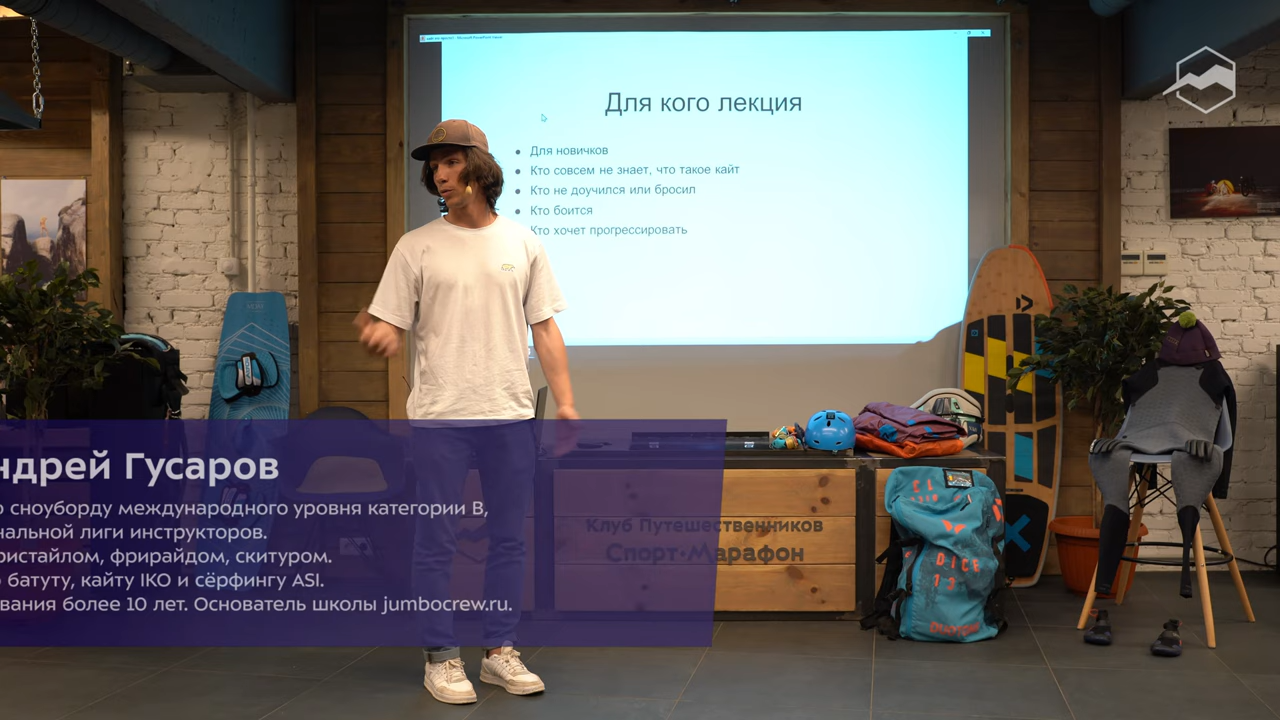 Для кого лекция
Для новичков
Кто совсем не знает, что такое кайт
Кто не доучился или бросил
Кто боится
Кто хочет прогрессировать
ндрей Гусаров
о сноуборду международного уровня категории B,
нальной лиги инструкторов.
ристайлом, фрирайдом, скитуром.
о батуту, кайту IKO и сёрфингу ASI.
вания более 10 лет. Основатель школы jumbocrew.ru.
Клуб Путешественников
Спорт·Марафон
DICE
13